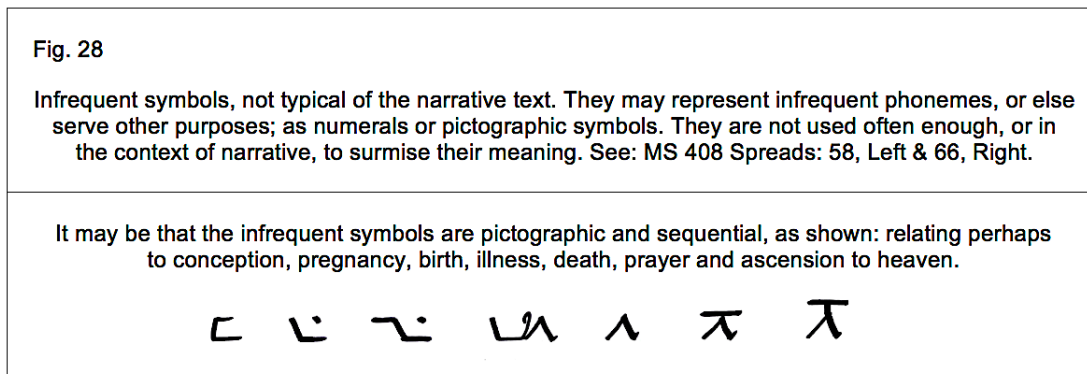 Fig. 28
Infrequent symbols, not typical of the narrative text. They may represent infrequent phonemes, or else
serve other purposes; as numerals or pictographic symbols. They are not used often enough, or in
the context of narrative, to surmise their meaning. See: MS 408 Spreads: 58, Left & 66, Right.
It may be that the infrequent symbols are pictographic and sequential, as shown: relating perhaps
to conception, pregnancy, birth, illness, death, prayer and ascension to heaven.